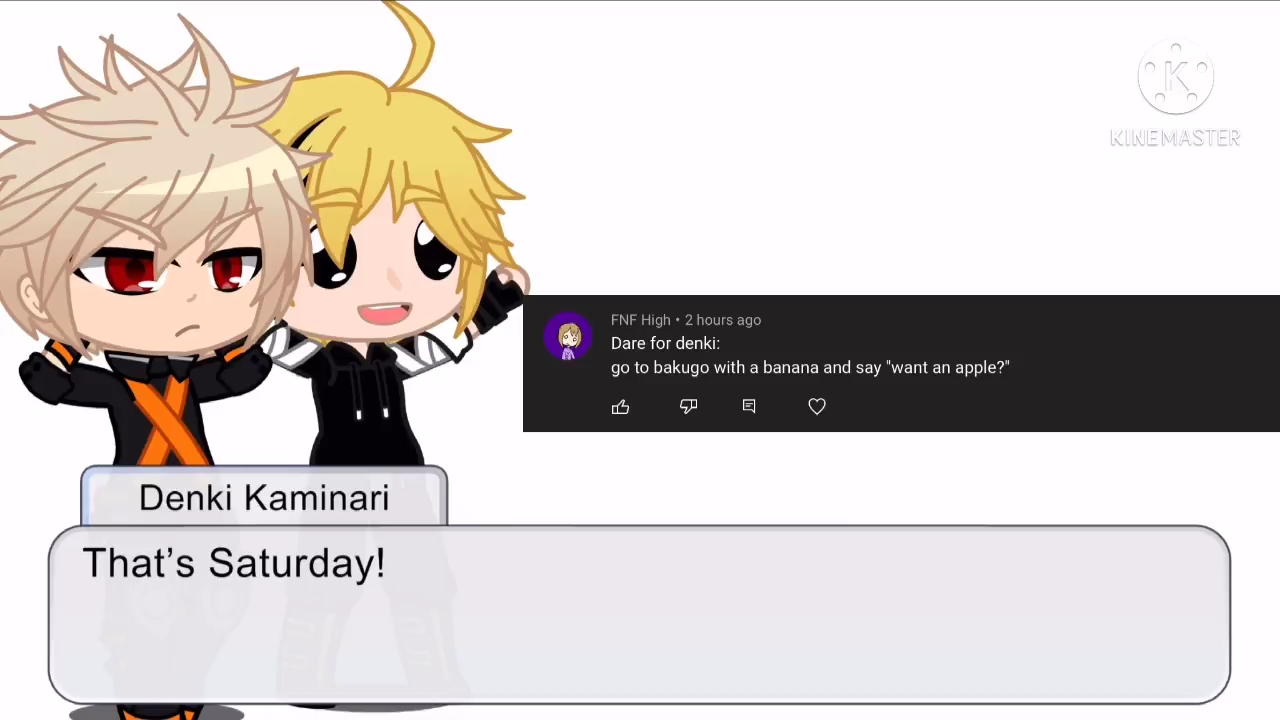 K
KINEMASTER
FNF High • 2 hours ago
Dare for denki:
go to bakugo with a banana and say "want an apple?"
Denki Kaminari
That’s Saturday!